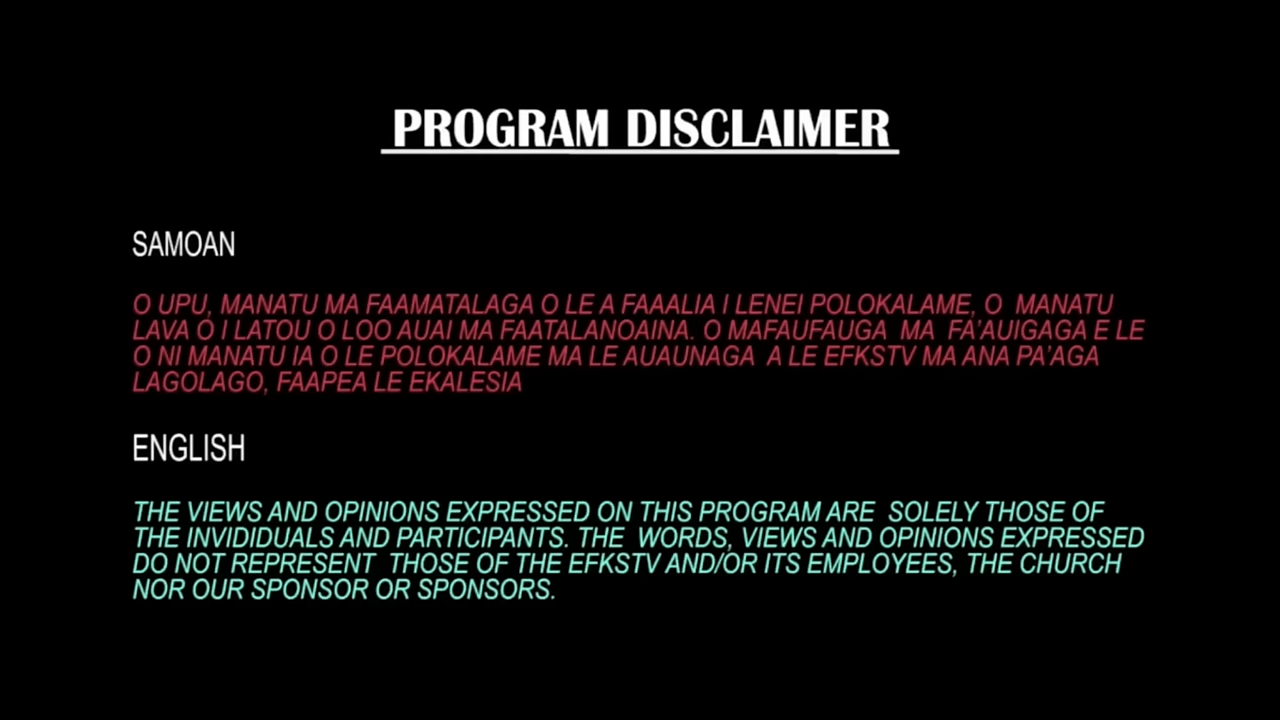 PROGRAM DISCLAIMER
SAMOAN
O UPU, MANATU MA FAAMATALAGA O LE A FAAALIA I LENEI POLOKALAME, O MANATU
LAVA O I LATOU O LOO AUAI MA FAATALANOAINA. O MAFAUFAUGA MA FA'AUIGAGA E LE
O NI MANATU IA O LE POLOKALAME MA LE AUAUNAGA A LE EFKSTV MA ANA PA'AGA
LAGOLAGO, FAAPEA LE EKALESIA
ENGLISH
THE VIEWS AND OPINIONS EXPRESSED ON THIS PROGRAM ARE SOLELY THOSE OF
THE INVIDIDUALS AND PARTICIPANTS. THE WORDS, VIEWS AND OPINIONS EXPRESSED
DO NOT REPRESENT THOSE OF THE EFKSTV AND/OR ITS EMPLOYEES, THE CHURCH
NOR OUR SPONSOR OR SPONSORS.